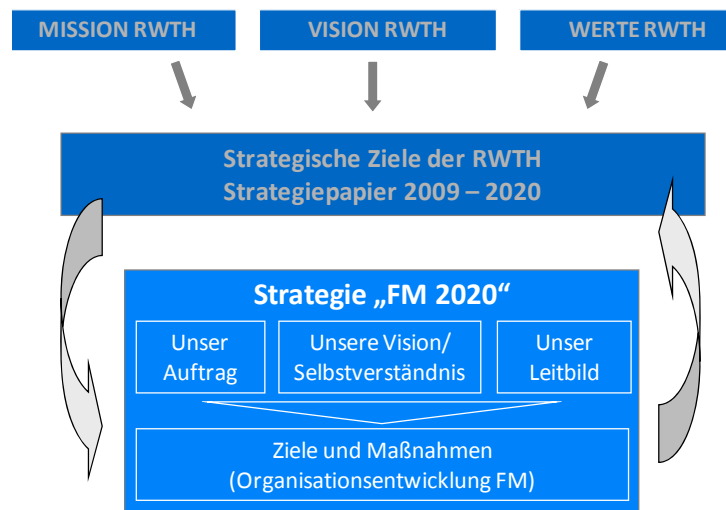 MISSION RWTH
VISION RWTH
WERTE RWTH
Strategische Ziele der RWTH
Strategiepapier 2009 – 2020
Strategie „FM 2020“
Unser
Auftrag
Unsere Vision/
Selbstverständnis
Unser
Leitbild
Ziele und Maßnahmen
(Organisationsentwicklung FM)